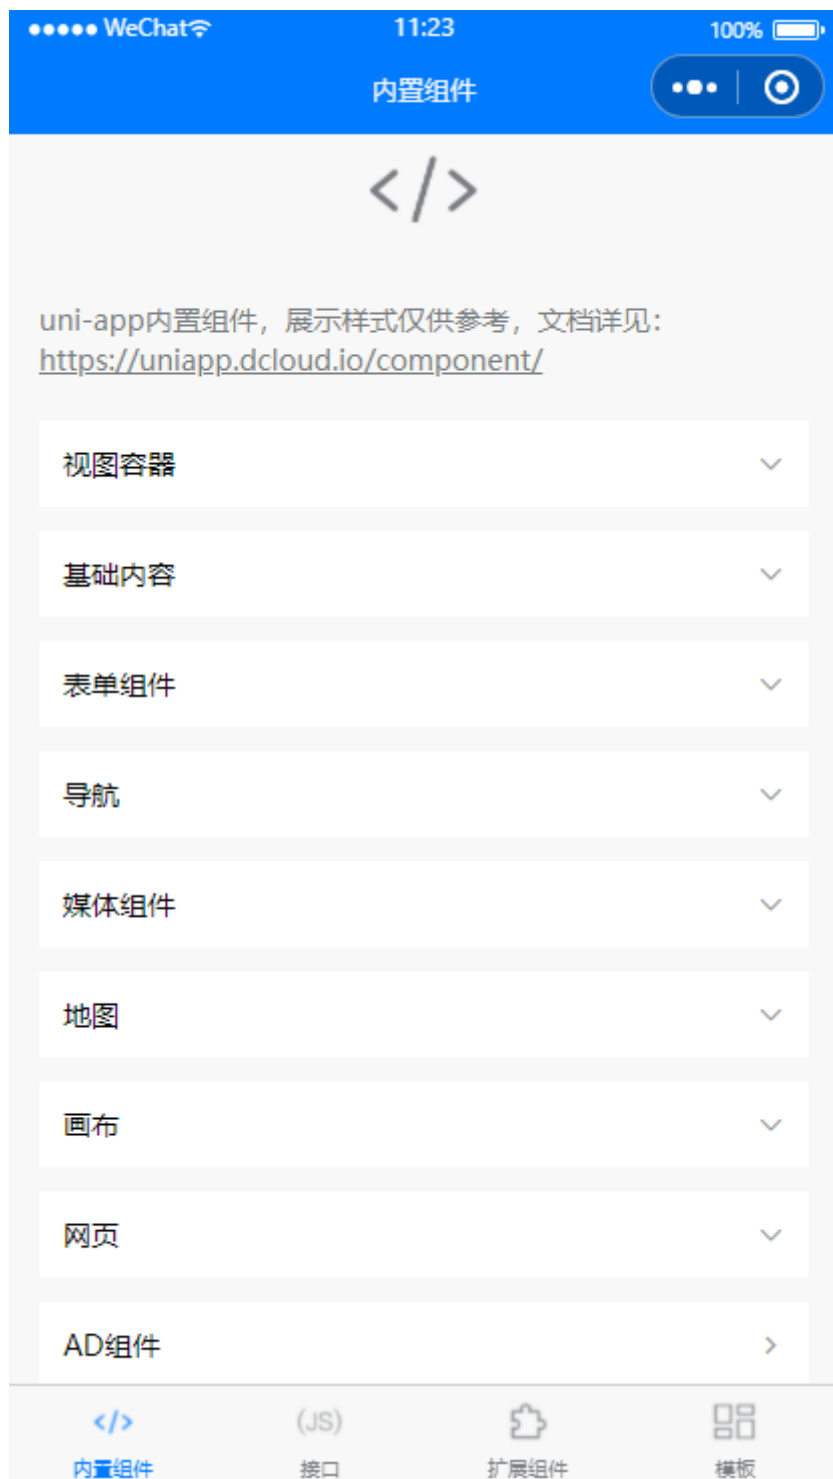 WeChat 11:23 100%
内置组件
</>
uni-app内置组件，展示样式仅供参考，文档详见：
https://uniapp.dcloud.io/component/
视图容器
基础内容
表单组件
导航
媒体组件
地图
画布
网页
AD组件
</> (JS)
内置组件 接口 扩展组件 模板